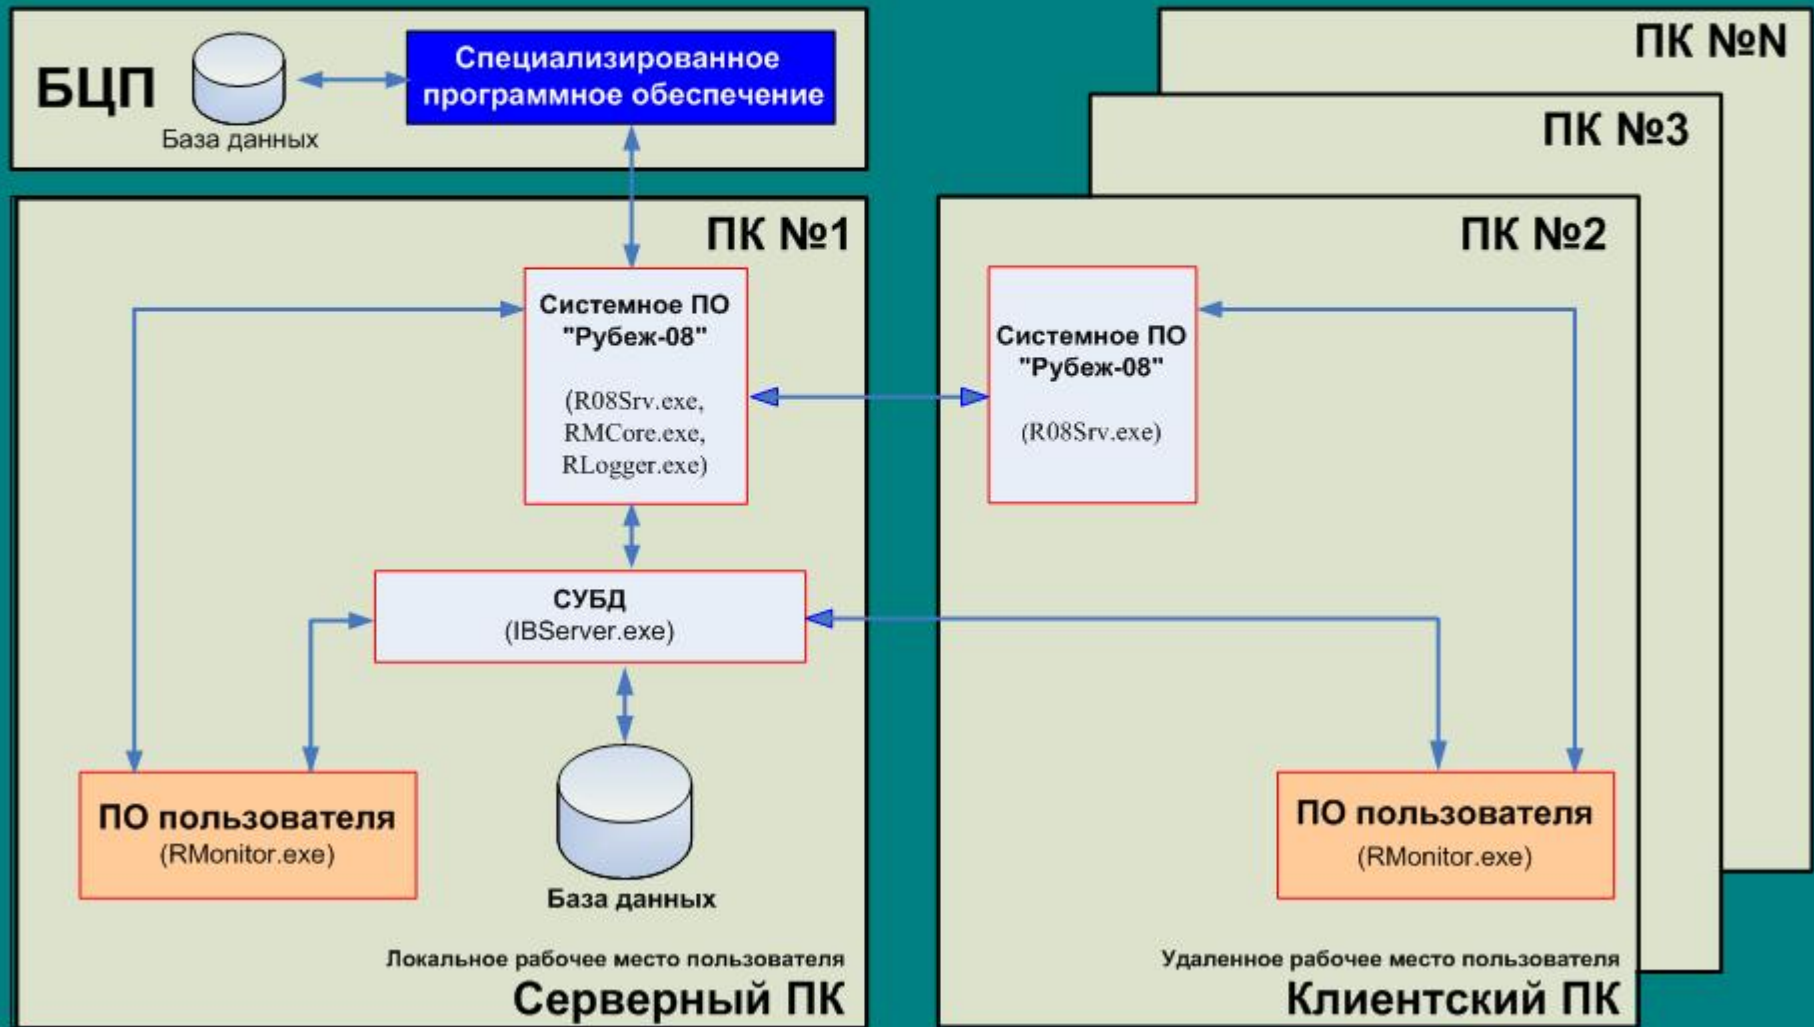 БЦП
База данных
Специализированное
программное обеспечение
ПК №N
ПК №3
ПК №1
Системное ПО
"Рубеж-08"
(R08Srv.exe,
RMCore.exe,
RLogger.exe)
СУБД
(IBServer.exe)
ПО пользователя
(RMonitor.exe)
База данных
Локальное рабочее место пользователя
Серверный ПК
ПК №2
Системное ПО
"Рубеж-08"
(R08Srv.exe)
ПО пользователя
(RMonitor.exe)
Удаленное рабочее место пользователя
Клиентский ПК